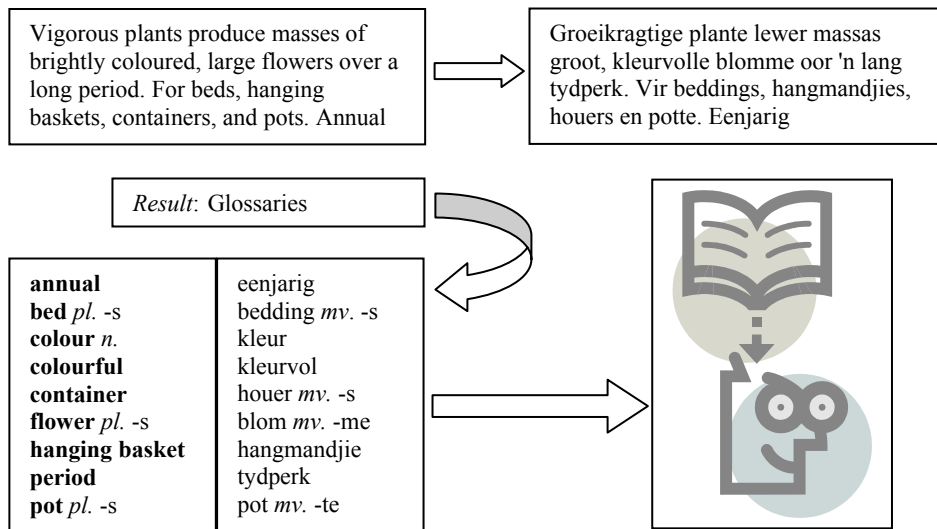 Vigorous plants produce masses of
brightly coloured, large flowers over a
long period. For beds, hanging
baskets, containers, and pots. Annual
Groeikragtige plante lewer massas
groot, kleurvolle blomme oor 'n lang
tydperk. Vir beddings, hangmandjies,
houers en potte. Eenjarig
Result: Glossaries
annual eenjarig
bed pl. -s bedding mv. -s
colour n. kleur
colourful kleurvol
container houer mv. -s
flower pl. -s blom mv. -me
hanging basket hangmandjie
period tydperk
pot pl. -s pot mv. -te